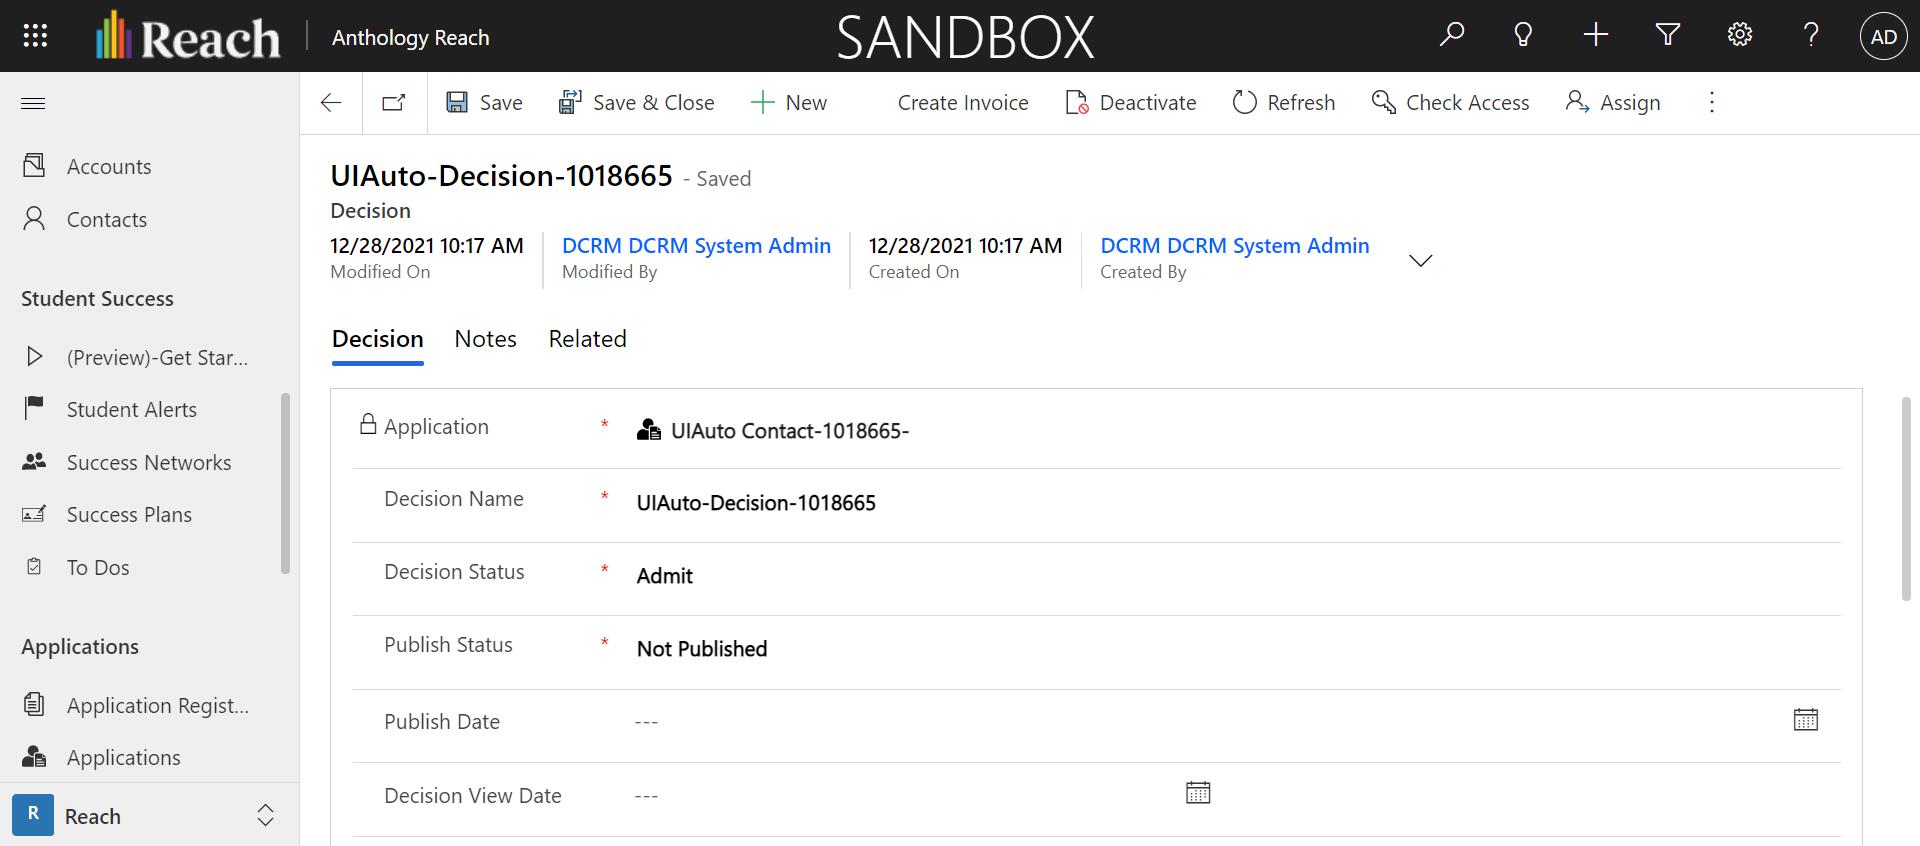 Reach Anthology Reach SANDBOX ? AD
Save Save & Close New Create Invoice Deactivate Refresh Check Access Assign
Accounts
Contacts
Student Success
(Preview)-Get Star...
Student Alerts
Success Networks
Success Plans
To Dos
Applications
Application Regist...
Applications
R Reach
UIAuto-Decision-1018665 - Saved
Decision
12/28/2021 10:17 AM DCRM DCRM System Admin 12/28/2021 10:17 AM DCRM DCRM System Admin
Modified On Modified By Created On Created By
Decision Notes Related
Application * UIAuto Contact-1018665-
Decision Name * UIAuto-Decision-1018665
Decision Status * Admit
Publish Status * Not Published
Publish Date ---
Decision View Date ---